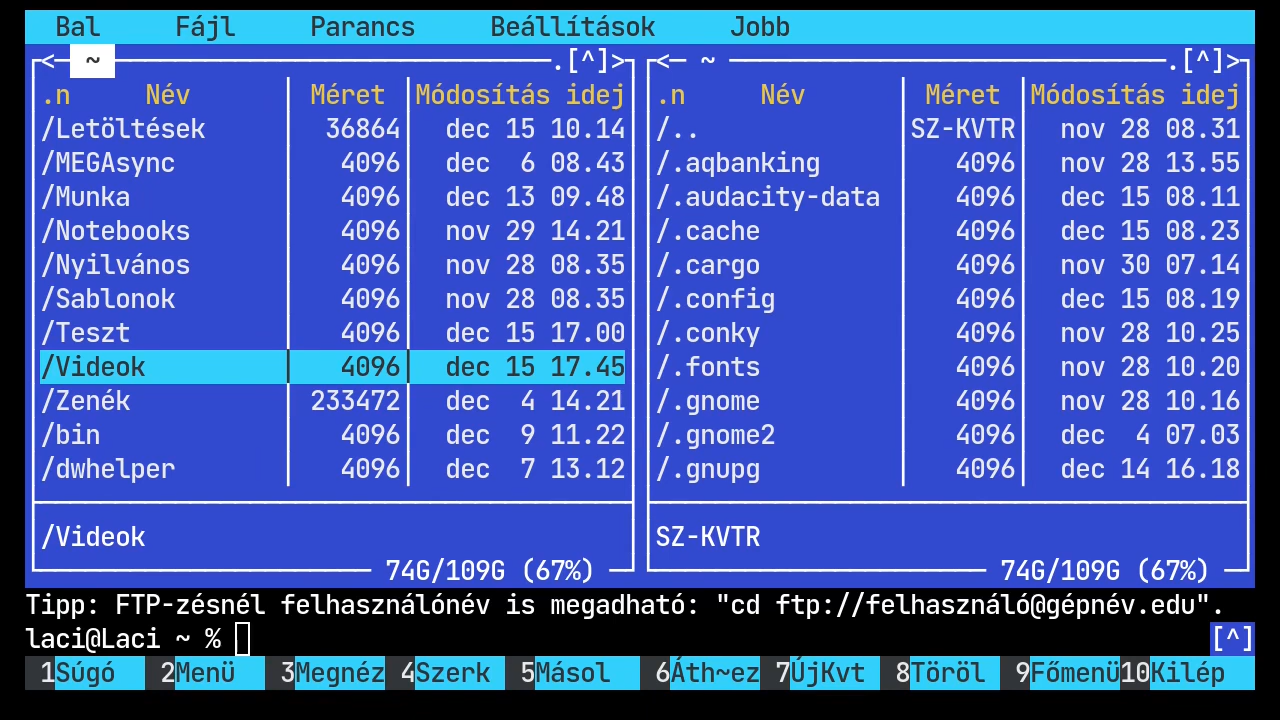 Bal Fájl Parancs Beállítások Jobb
<─ ~ ─.[^]> <─ ~ ─.[^]>
.n Név │ Méret │Módosítás idej .n Név │ Méret │Módosítás idej
/Letöltések │ 36864│ dec 15 10.14 /.. │SZ-KVTR│ nov 28 08.31
/MEGAsync │ 4096│ dec 6 08.43 /.aqbanking │ 4096│ nov 28 13.55
/Munka │ 4096│ dec 13 09.48 /.audacity-data │ 4096│ dec 15 08.11
/Notebooks │ 4096│ nov 29 14.21 /.cache │ 4096│ dec 15 08.23
/Nyilvános │ 4096│ nov 28 08.35 /.cargo │ 4096│ nov 30 07.14
/Sablonok │ 4096│ nov 28 08.35 /.config │ 4096│ dec 15 08.19
/Teszt │ 4096│ dec 15 17.00 /.conky │ 4096│ nov 28 10.25
/Videok │ 4096│ dec 15 17.45 /.fonts │ 4096│ nov 28 10.20
/Zenék │ 233472│ dec 4 14.21 /.gnome │ 4096│ nov 28 10.16
/bin │ 4096│ dec 9 11.22 /.gnome2 │ 4096│ dec 4 07.03
/dwhelper │ 4096│ dec 7 13.12 /.gnupg │ 4096│ dec 14 16.18
/Videok SZ-KVTR
74G/109G (67%) 74G/109G (67%)
Tipp: FTP-zésnél felhasználónév is megadható: "cd ftp://felhasználó@gépnév.edu".
laci@Laci ~ % [^]
1Súgó 2Menü 3Megnéz 4Szerk 5Másol 6Áth~ez 7ÚjKvt 8Töröl 9Főmenü 10Kilép